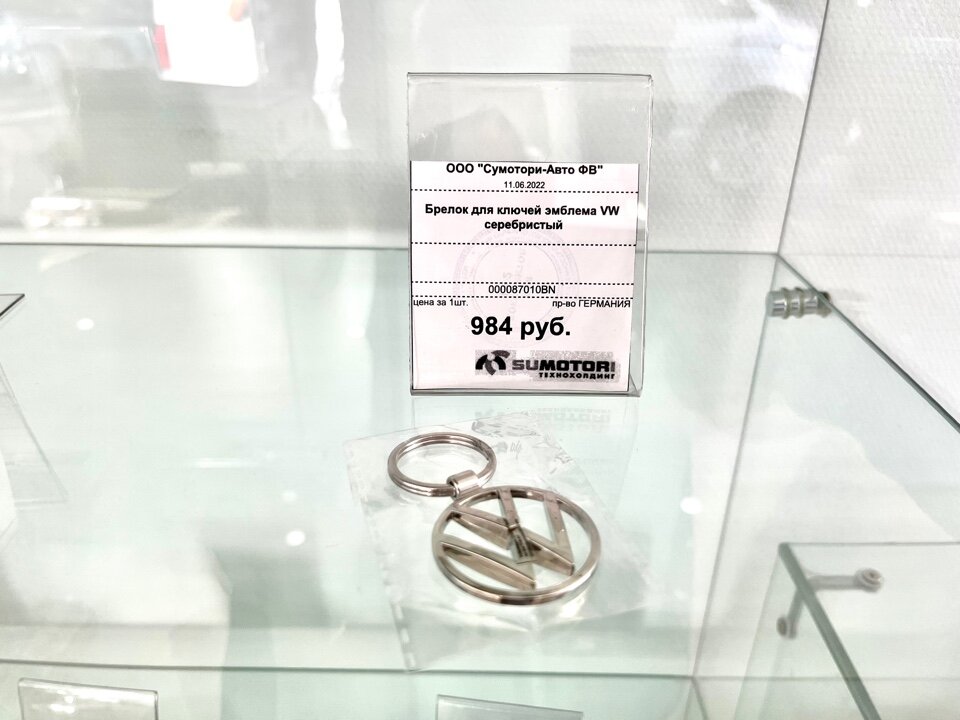 ООО "Сумотори-Авто ФВ"
11.06.2022
Брелок для ключей эмблема VW
серебристый
000087010BN
цена за 1шт. пр-во ГЕРМАНИЯ
984 руб.
SUMOTORI
ТЕХНОХОЛДИНГ